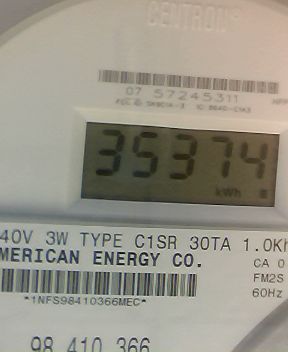 CENTRON®
07 57245311
35374
kWh
40V 3W TYPE C1SR 30TA 1.0Kh
MERICAN ENERGY CO.
CA 0
FM2S
*1NFS98410366MEC*
60Hz
98 410 366